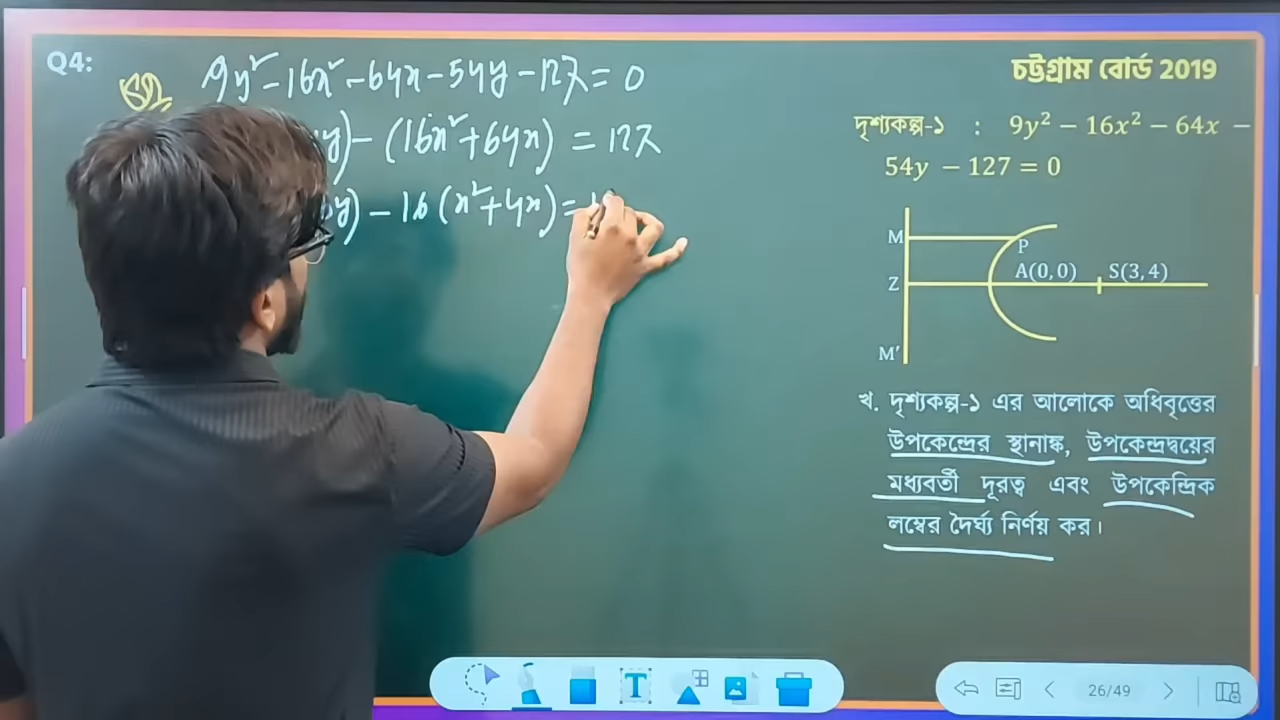 Q4:
9y² - 16x² - 64x - 54y - 127 = 0
y) - (16x² + 64x) = 127
y) - 16(x² + 4x) =
চট্টগ্রাম বোর্ড 2019
দৃশ্যকল্প-১ : 9y² − 16x² − 64x −
54y − 127 = 0
M
P
A(0, 0) S(3, 4)
Z
M′
খ. দৃশ্যকল্প-১ এর আলোকে অধিবৃত্তের
উপকেন্দ্রের স্থানাঙ্ক, উপকেন্দ্রদ্বয়ের
মধ্যবর্তী দূরত্ব এবং উপকেন্দ্রিক
লম্বের দৈর্ঘ্য নির্ণয় কর।
T
26/49